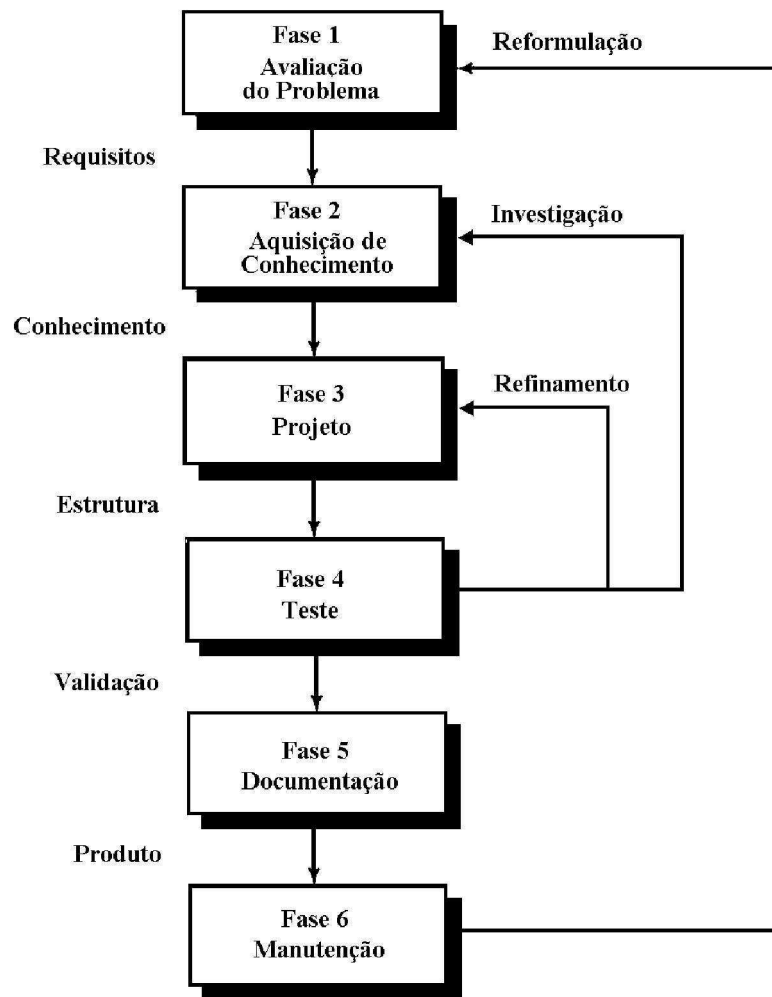 Fase 1
Avaliação
do Problema
Reformulação
Requisitos
Fase 2
Aquisição de
Conhecimento
Investigação
Conhecimento
Fase 3
Projeto
Refinamento
Estrutura
Fase 4
Teste
Validação
Fase 5
Documentação
Produto
Fase 6
Manutenção